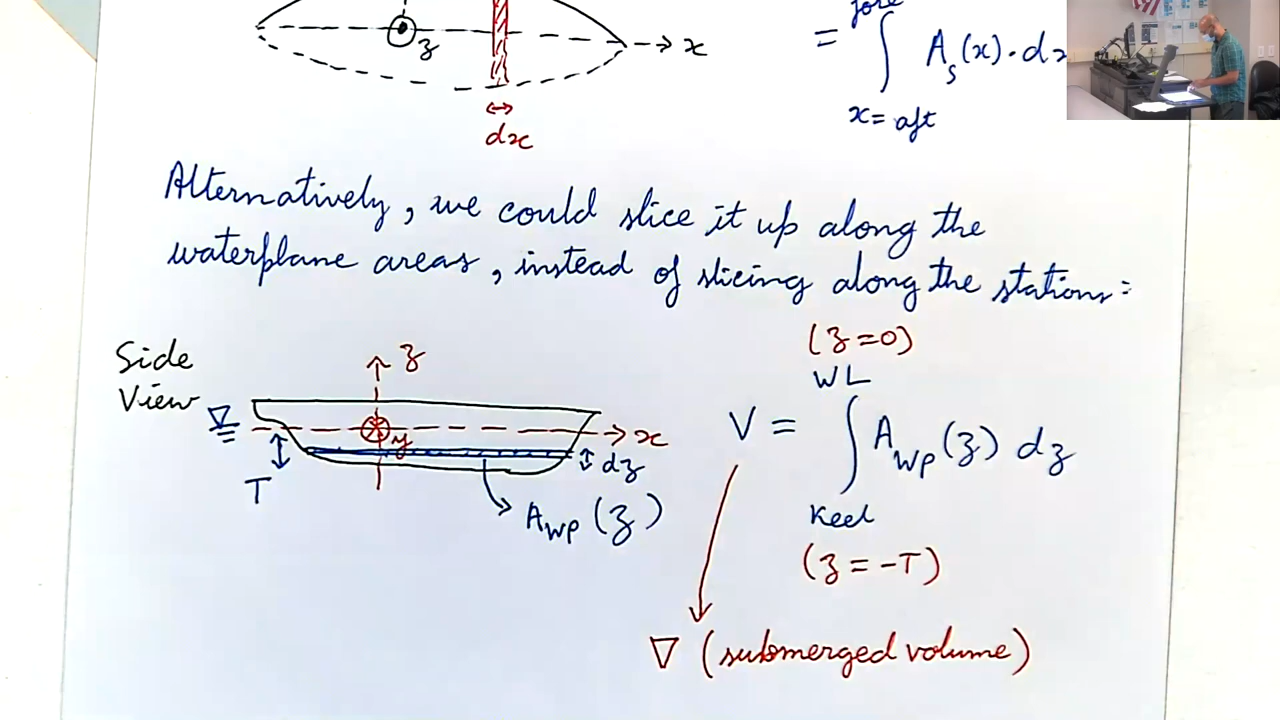 fore
z
→ x
= ∫ A_s(x)·dx
x = aft
dx
Alternatively, we could slice it up along the
waterplane areas, instead of slicing along the stations:
Side
View
z
x
y
T
dz
A_WP (z)
(z=0)
WL
V = ∫ A_WP (z) dz
Keel
(z = -T)
∇ (submerged volume)